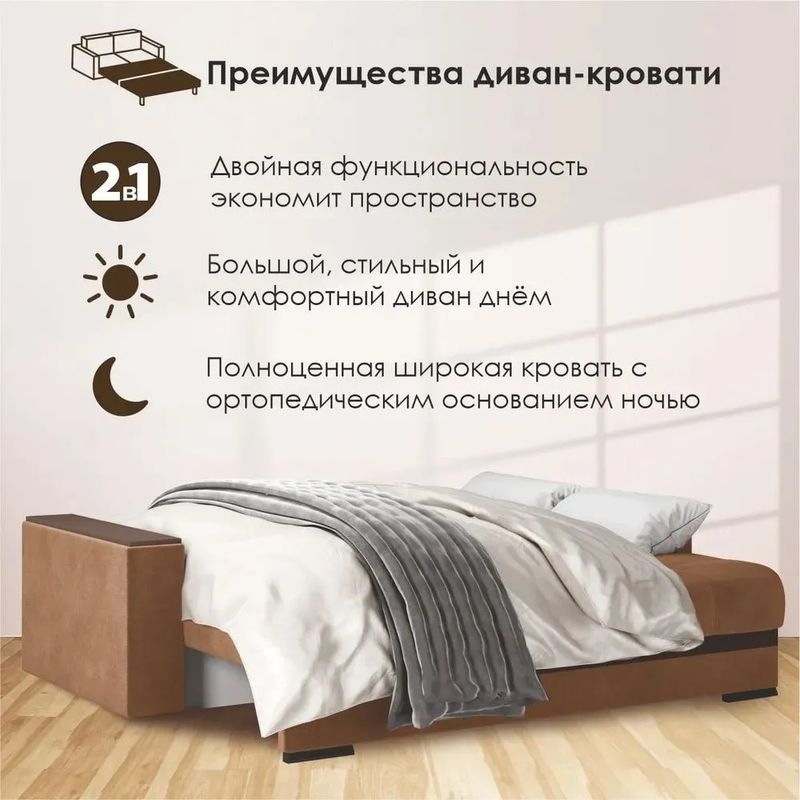 Преимущества диван-кровати
2в1
Двойная функциональность
экономит пространство
Большой, стильный и
комфортный диван днём
Полноценная широкая кровать с
ортопедическим основанием ночью